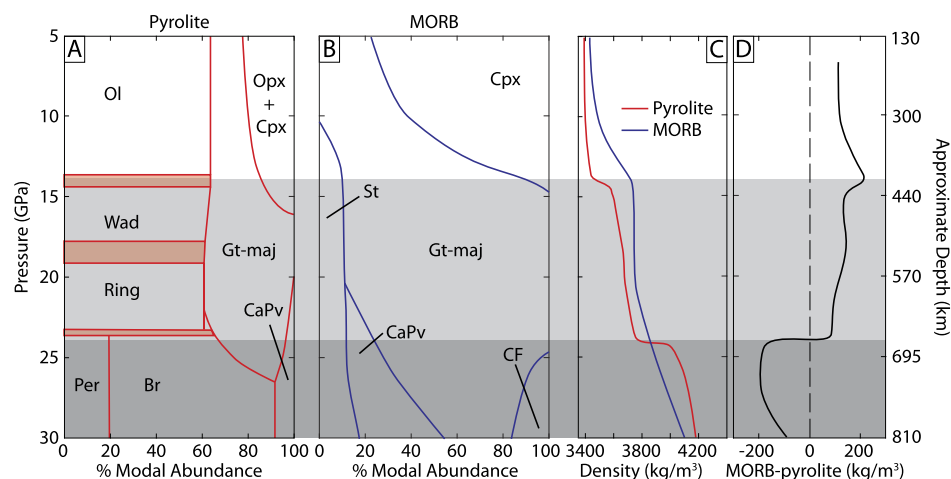 Pyrolite
MORB
A
B
C
D
5
10
15
20
25
30
Pressure (GPa)
Ol
Opx
+
Cpx
Wad
Gt-maj
Ring
CaPv
Per
Br
0 20 40 60 80 100
% Modal Abundance
Cpx
St
Gt-maj
CaPv
CF
0 20 40 60 80 100
% Modal Abundance
Pyrolite
MORB
3400 3800 4200
Density (kg/m³)
-200 0 200
MORB-pyrolite (kg/m³)
130
300
440
570
695
810
Approximate Depth (km)